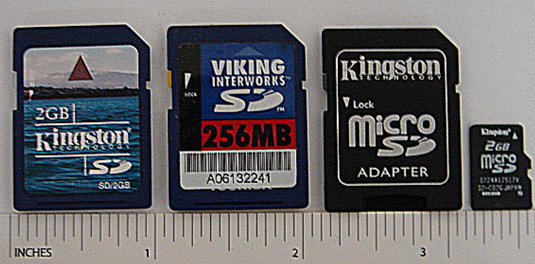 2GB
Kingston
TECHNOLOGY
SD
SD/2GB
LOCK
VIKING
INTERWORKS
SD
TM
256MB
A06132241
Kingston
TECHNOLOGY
Lock
micro
SD
ADAPTER
Kingston
2GB
micro
SD
INCHES 1 2 3